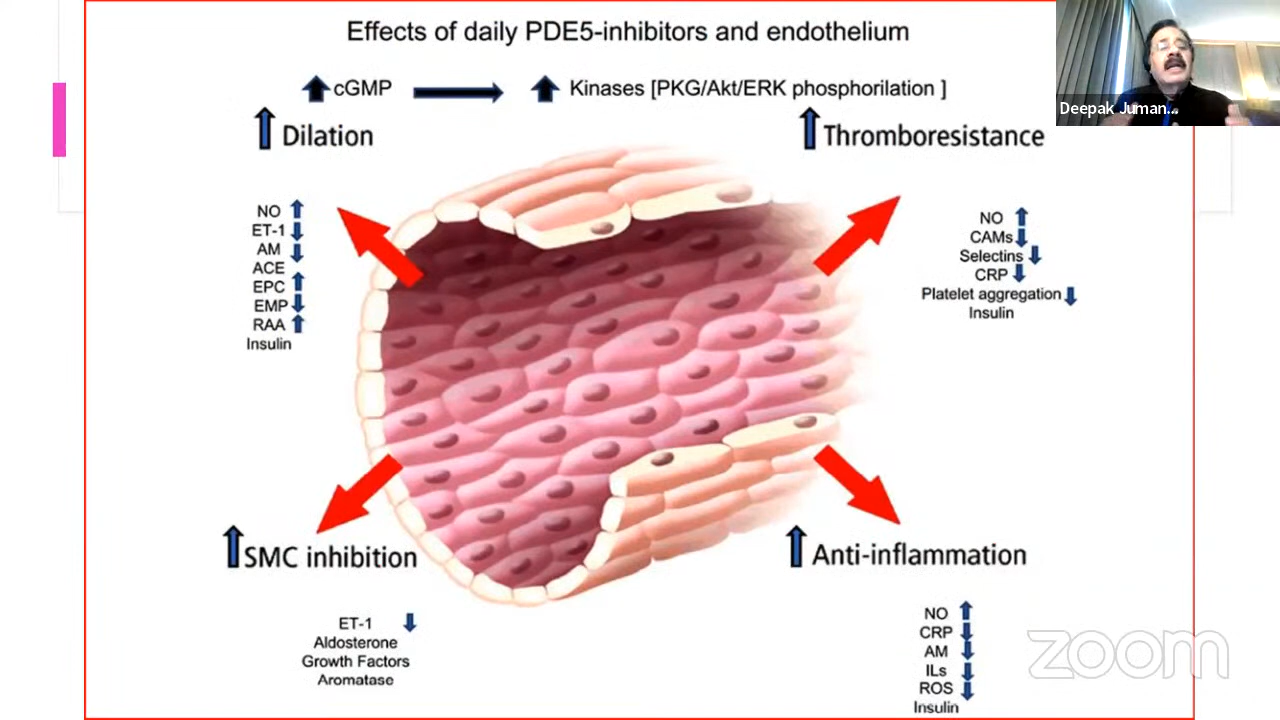 Effects of daily PDE5-inhibitors and endothelium
cGMP
Kinases [PKG/Akt/ERK phosphorilation ]
Dilation
NO
ET-1
AM
ACE
EPC
EMP
RAA
Insulin
Thromboresistance
NO
CAMs
Selectins
CRP
Platelet aggregation
Insulin
SMC inhibition
ET-1
Aldosterone
Growth Factors
Aromatase
Anti-inflammation
NO
CRP
AM
ILs
ROS
Insulin
Deepak Juman...
zoom